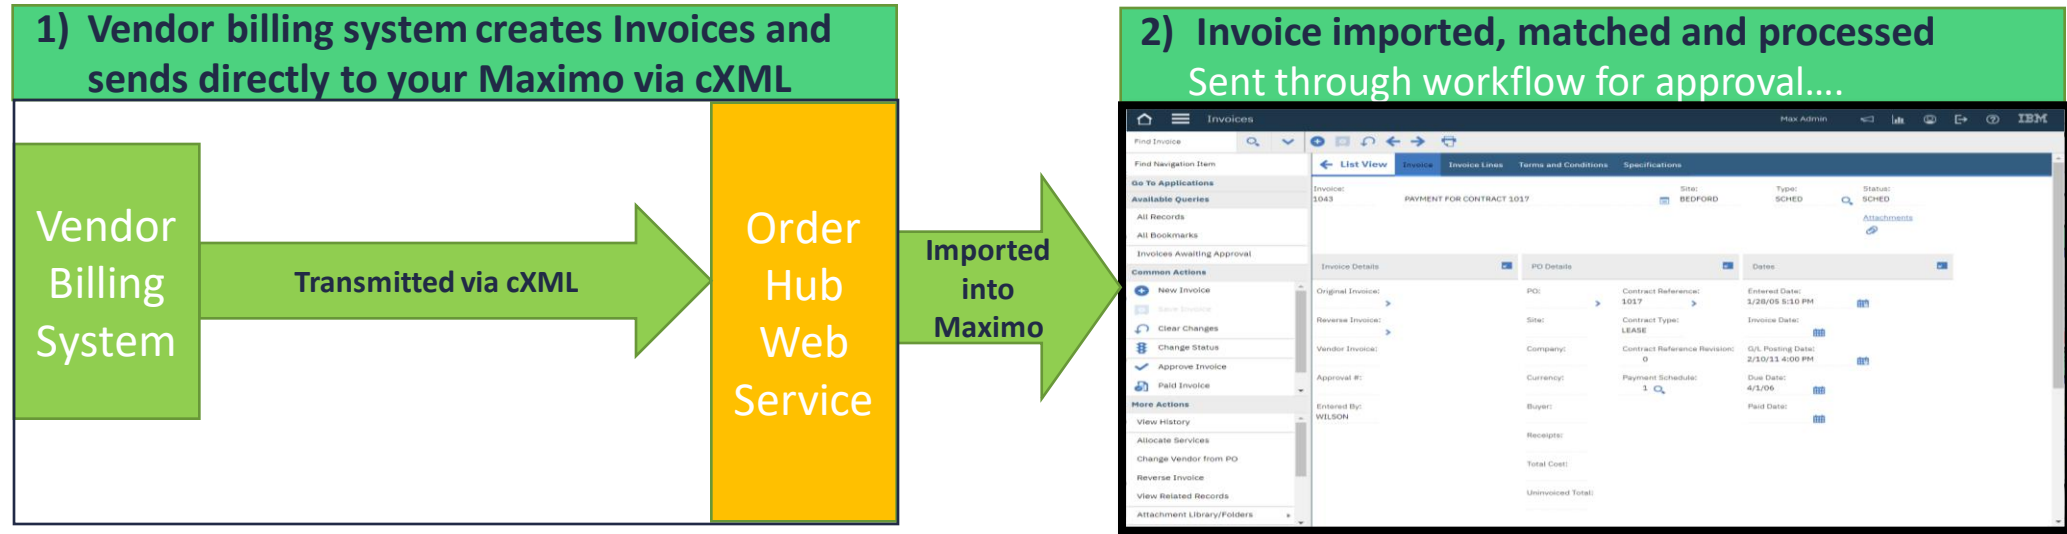 1) Vendor billing system creates Invoices and
sends directly to your Maximo via cXML
Vendor
Billing
System
Transmitted via cXML
Order
Hub
Web
Service
Imported
into
Maximo
2) Invoice imported, matched and processed
Sent through workflow for approval....
Invoices
Max Admin
IBM
Find Invoice
Find Navigation Item
Go To Applications
Available Queries
All Records
All Bookmarks
Invoices Awaiting Approval
Common Actions
New Invoice
Save Invoice
Clear Changes
Change Status
Approve Invoice
Paid Invoice
More Actions
View History
Allocate Services
Change Vendor from PO
Reverse Invoice
View Related Records
Attachment Library/Folders
List View Invoice Invoice Lines Terms and Conditions Specifications
Invoice: Site: Type: Status:
1043 PAYMENT FOR CONTRACT 1017 BEDFORD SCHED SCHED
Attachments
Invoice Details PO Details Dates
Original Invoice: PO: Contract Reference: Entered Date:
1017 1/28/05 5:10 PM
Reverse Invoice: Site: Contract Type: Invoice Date:
LEASE
Vendor Invoice: Company: Contract Reference Revision: G/L Posting Date:
0 2/10/11 4:00 PM
Approval #: Currency: Payment Schedule: Due Date:
1 4/1/06
Entered By: Buyer: Paid Date:
WILSON
Receipts:
Total Cost:
Uninvoiced Total: